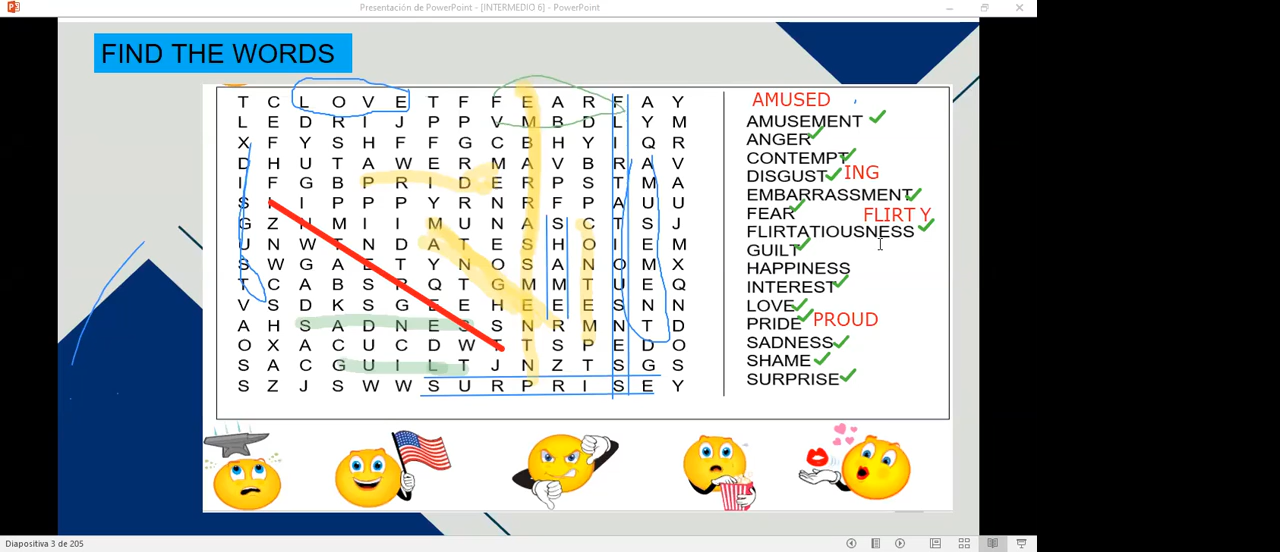 Presentación de PowerPoint - [INTERMEDIO 6] - PowerPoint
FIND THE WORDS
T C L O V E T F F E A R F A Y
L E D R I J P P V M B D L Y M
X F Y S H F F G C B H Y I Q R
D H U T A W E R M A V B R A V
I F G B P R I D E R P S T M A
S I I P P P Y R N R F P A U U
G Z N M I I M U N A S C T S J
U N W T N D A T E S H O I E M
S W G A E T Y N O S A N O M X
T C A B S R Q T G M M T U E Q
V S D K S G E E H E E E S N N
A H S A D N E S S N R M N T D
O X A C U C D W T T S P E D O
S A C G U I L T J N Z T S G S
S Z J S W W S U R P R I S E Y
AMUSED
AMUSEMENT
ANGER
CONTEMPT
DISGUST ING
EMBARRASSMENT
FEAR FLIRT Y
FLIRTATIOUSNESS
GUILT
HAPPINESS
INTEREST
LOVE
PRIDE PROUD
SADNESS
SHAME
SURPRISE
Diapositiva 3 de 205